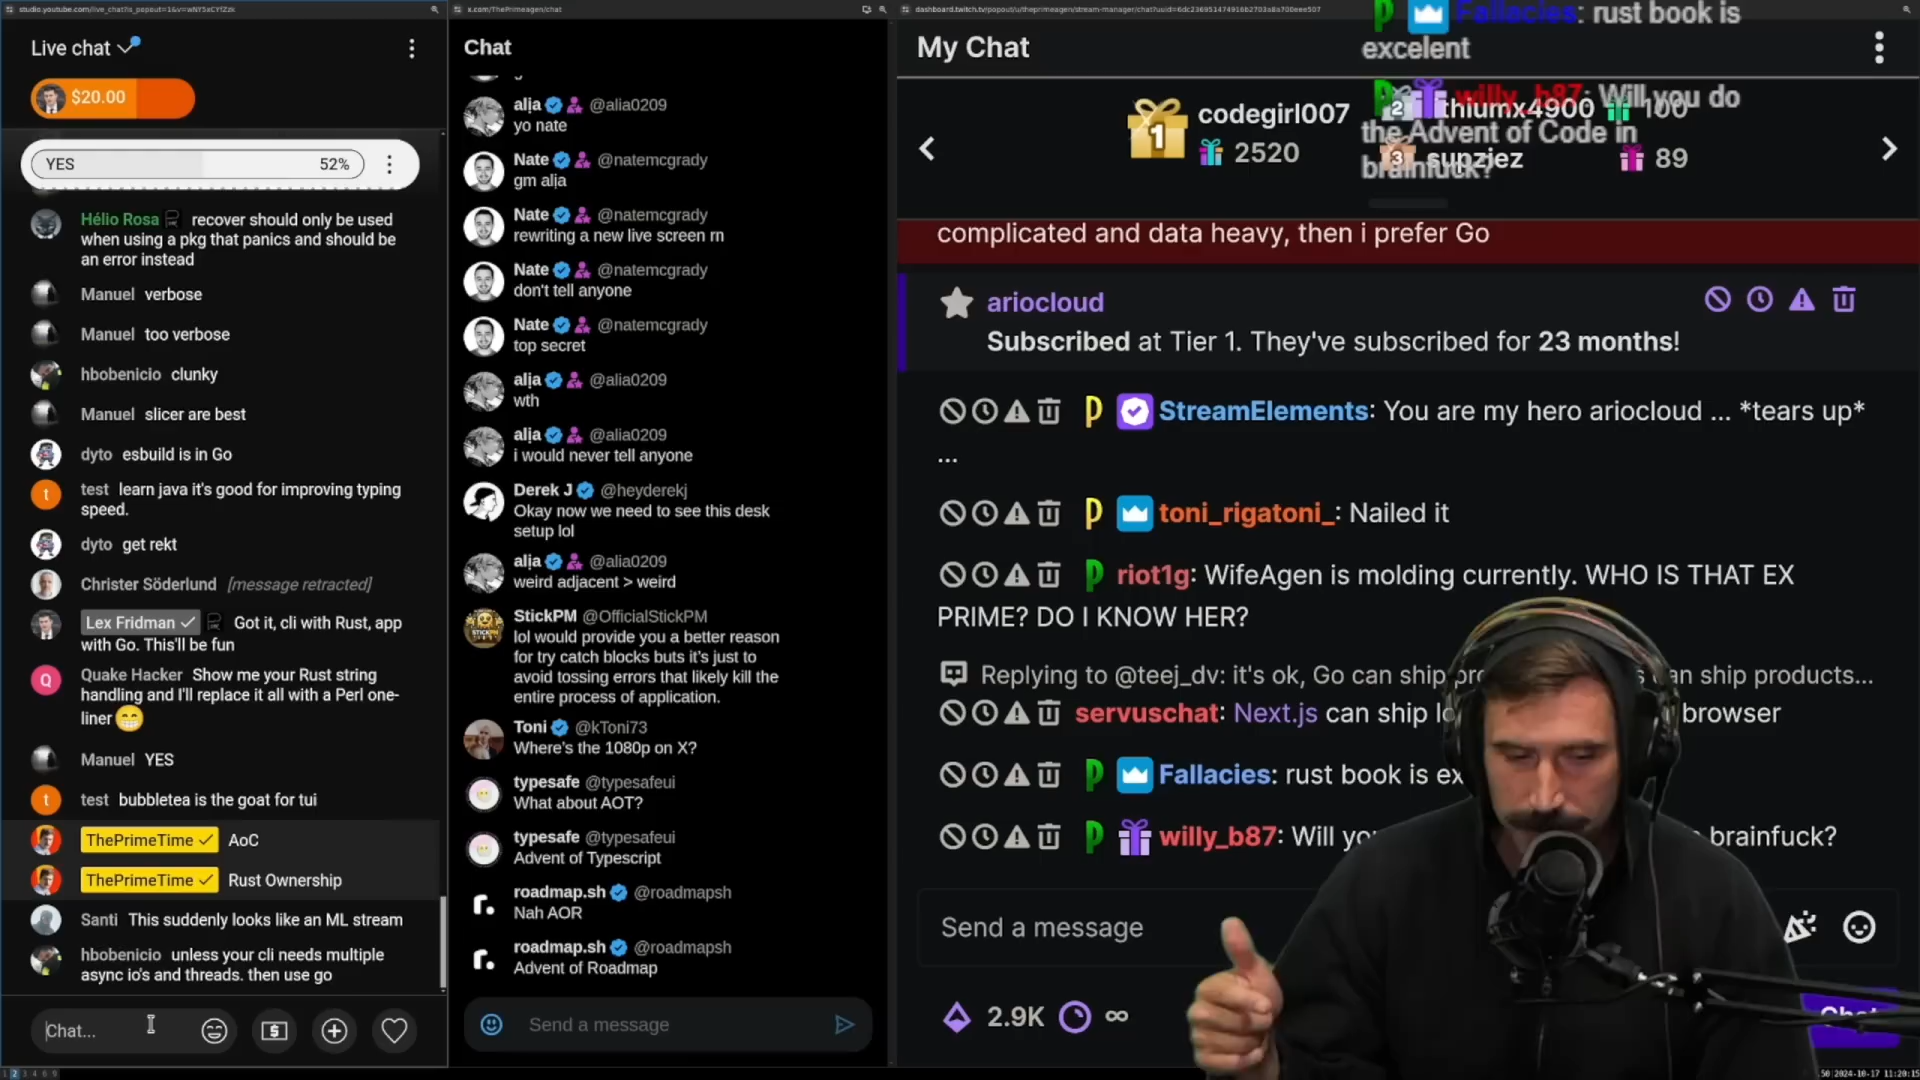 studio.youtube.com/live_chat?is_popout=1&v=wNY5xCYfZzk
Live chat
$20.00
YES 52%
Hélio Rosa recover should only be used
when using a pkg that panics and should be
an error instead
Manuel verbose
Manuel too verbose
hbobenicio clunky
Manuel slicer are best
dyto esbuild is in Go
test learn java it's good for improving typing
speed.
dyto get rekt
Christer Söderlund [message retracted]
Lex Fridman Got it, cli with Rust, app
with Go. This'll be fun
Quake Hacker Show me your Rust string
handling and I'll replace it all with a Perl one-
liner
Manuel YES
test bubbletea is the goat for tui
ThePrimeTime AoC
ThePrimeTime Rust Ownership
Santi This suddenly looks like an ML stream
hbobenicio unless your cli needs multiple
async io's and threads. then use go
Chat...
x.com/ThePrimeagen/chat
Chat
alja @alia0209
yo nate
Nate @natemcgrady
gm alja
Nate @natemcgrady
rewriting a new live screen rn
Nate @natemcgrady
don't tell anyone
Nate @natemcgrady
top secret
alja @alia0209
wth
alja @alia0209
i would never tell anyone
Derek J @heyderekj
Okay now we need to see this desk
setup lol
alja @alia0209
weird adjacent > weird
StickPM @OfficialStickPM
lol would provide you a better reason
for try catch blocks buts it's just to
avoid tossing errors that likely kill the
entire process of application.
Toni @kToni73
Where's the 1080p on X?
typesafe @typesafeui
What about AOT?
typesafe @typesafeui
Advent of Typescript
roadmap.sh @roadmapsh
Nah AOR
roadmap.sh @roadmapsh
Advent of Roadmap
Send a message
My Chat
Fallacies: rust book is
excelent
willy_b87: Will you do
the Advent of Code in
brainfuck?
1 codegirl007
2520
2 thiumx4900 100
3 supziez 89
complicated and data heavy, then i prefer Go
ariocloud
Subscribed at Tier 1. They've subscribed for 23 months!
StreamElements: You are my hero ariocloud ... *tears up*
...
toni_rigatoni_: Nailed it
riot1g: WifeAgen is molding currently. WHO IS THAT EX
PRIME? DO I KNOW HER?
Replying to @teej_dv: it's ok, Go can ship an ship products...
servuschat: Next.js can ship browser
Fallacies: rust book is
willy_b87: Will brainfuck?
Send a message
2.9K ∞
2024-10-17 11:20:15